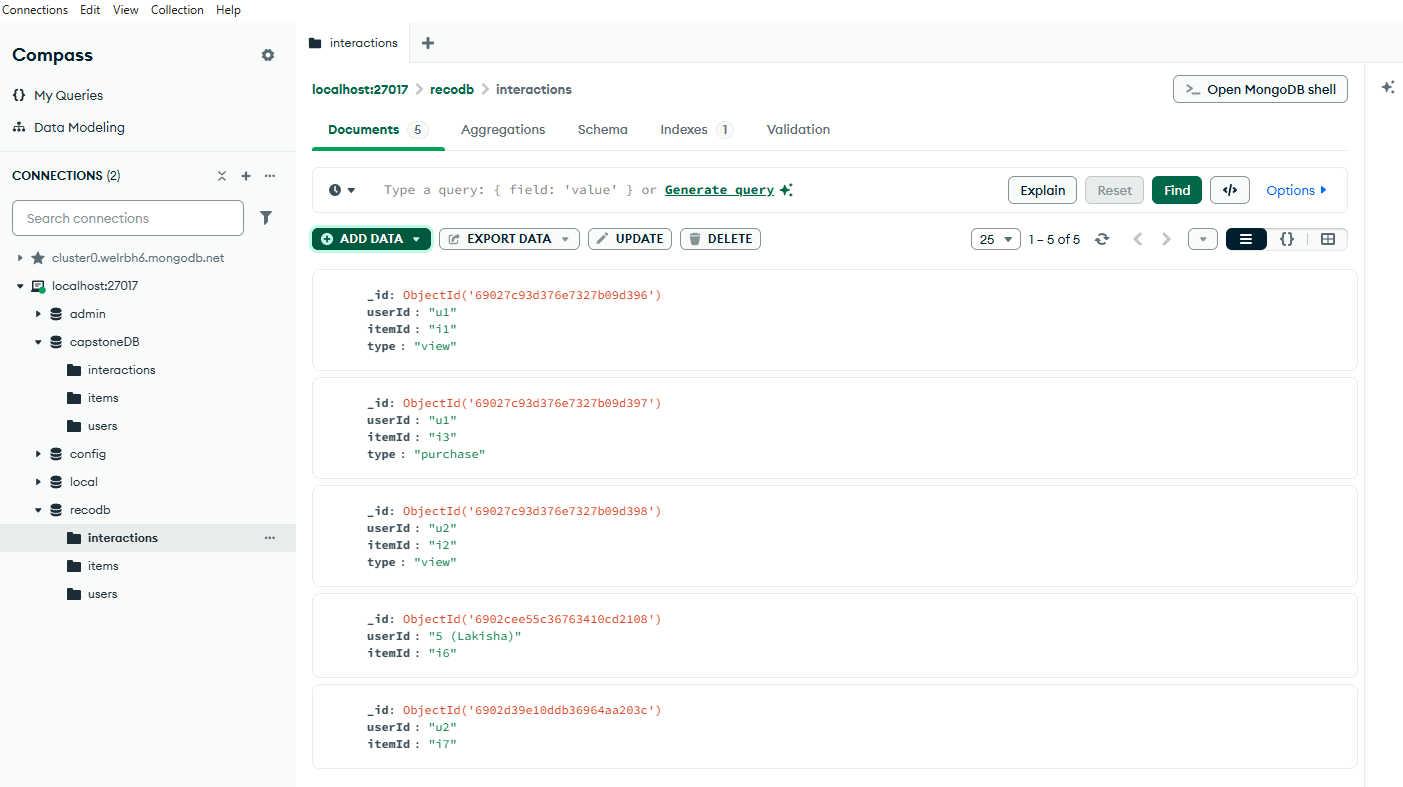 Connections Edit View Collection Help
Compass
{} My Queries
Data Modeling
CONNECTIONS (2)
Search connections
cluster0.welrbh6.mongodb.net
localhost:27017
admin
capstoneDB
interactions
items
users
config
local
recodb
interactions
items
users
interactions
localhost:27017 > recodb > interactions
>_ Open MongoDB shell
Documents 5 Aggregations Schema Indexes 1 Validation
Type a query: { field: 'value' } or Generate query
Explain Reset Find </> Options
ADD DATA EXPORT DATA UPDATE DELETE
25 1 – 5 of 5 {}
_id: ObjectId('69027c93d376e7327b09d396')
userId : "u1"
itemId : "i1"
type : "view"
_id: ObjectId('69027c93d376e7327b09d397')
userId : "u1"
itemId : "i3"
type : "purchase"
_id: ObjectId('69027c93d376e7327b09d398')
userId : "u2"
itemId : "i2"
type : "view"
_id: ObjectId('6902cee55c36763410cd2108')
userId : "5 (Lakisha)"
itemId : "i6"
_id: ObjectId('6902d39e10ddb36964aa203c')
userId : "u2"
itemId : "i7"